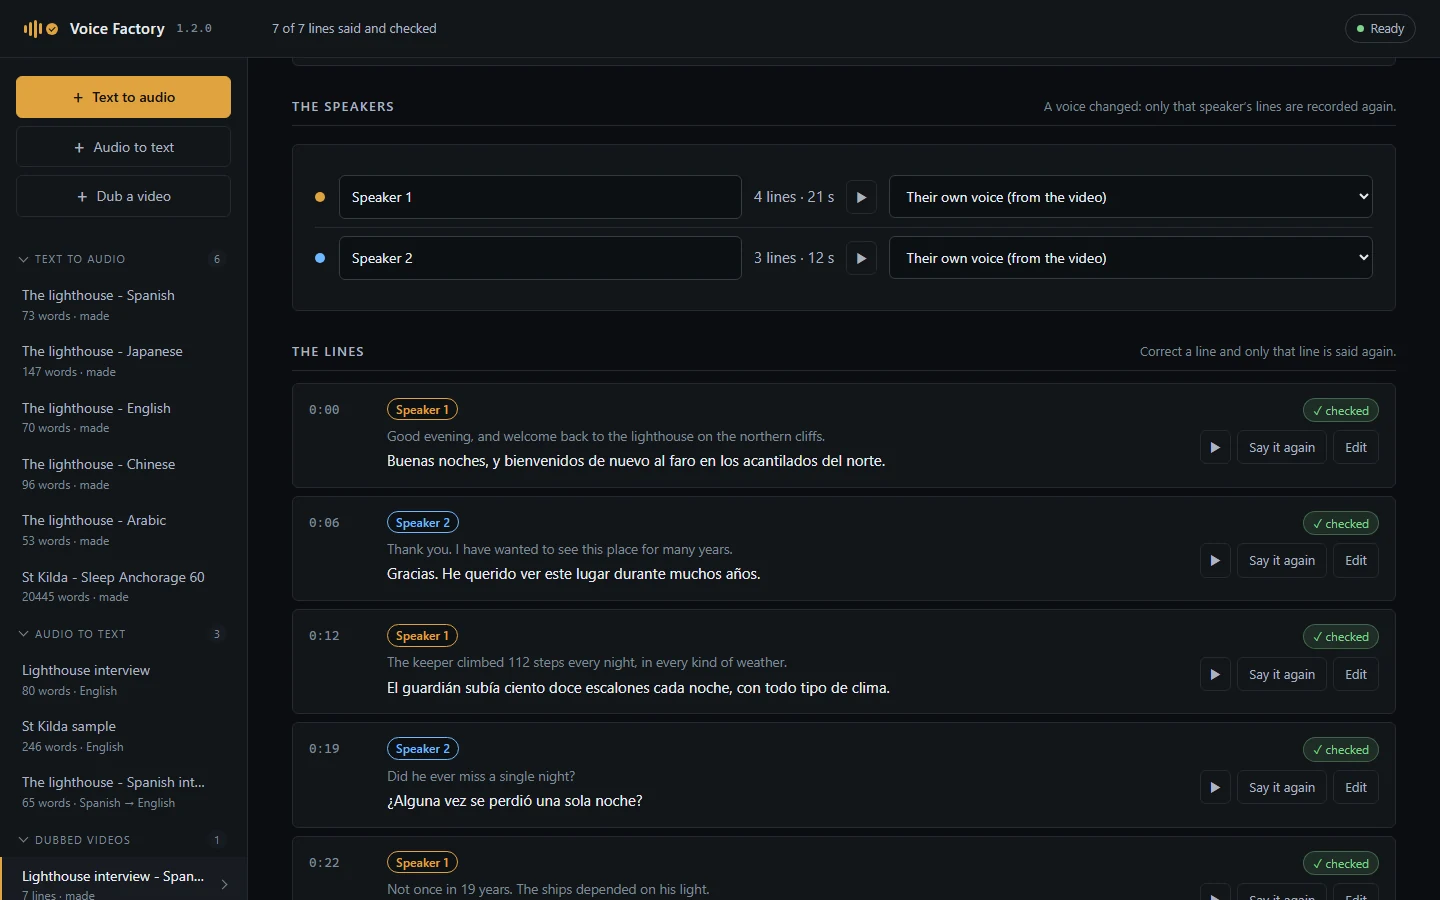 Voice Factory 1.2.0
7 of 7 lines said and checked
Ready
+ Text to audio
+ Audio to text
+ Dub a video
TEXT TO AUDIO 6
The lighthouse - Spanish
73 words · made
The lighthouse - Japanese
147 words · made
The lighthouse - English
70 words · made
The lighthouse - Chinese
96 words · made
The lighthouse - Arabic
53 words · made
St Kilda - Sleep Anchorage 60
20445 words · made
AUDIO TO TEXT 3
Lighthouse interview
80 words · English
St Kilda sample
246 words · English
The lighthouse - Spanish int...
65 words · Spanish → English
DUBBED VIDEOS 1
Lighthouse interview - Span...
7 lines · made
THE SPEAKERS
A voice changed: only that speaker's lines are recorded again.
Speaker 1
4 lines · 21 s
Their own voice (from the video)
Speaker 2
3 lines · 12 s
Their own voice (from the video)
THE LINES
Correct a line and only that line is said again.
0:00
Speaker 1
✓ checked
Good evening, and welcome back to the lighthouse on the northern cliffs.
Buenas noches, y bienvenidos de nuevo al faro en los acantilados del norte.
Say it again
Edit
0:06
Speaker 2
✓ checked
Thank you. I have wanted to see this place for many years.
Gracias. He querido ver este lugar durante muchos años.
Say it again
Edit
0:12
Speaker 1
✓ checked
The keeper climbed 112 steps every night, in every kind of weather.
El guardián subía ciento doce escalones cada noche, con todo tipo de clima.
Say it again
Edit
0:19
Speaker 2
✓ checked
Did he ever miss a single night?
¿Alguna vez se perdió una sola noche?
Say it again
Edit
0:22
Speaker 1
✓ checked
Not once in 19 years. The ships depended on his light.
Say it again
Edit